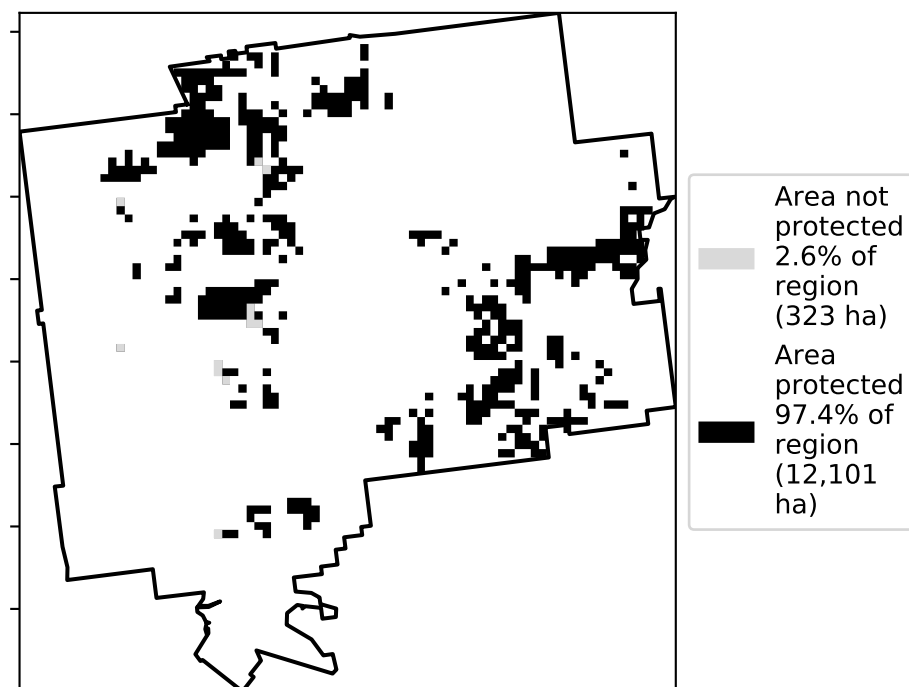 Area not
protected
2.6% of
region
(323 ha)
Area
protected
97.4% of
region
(12,101
ha)